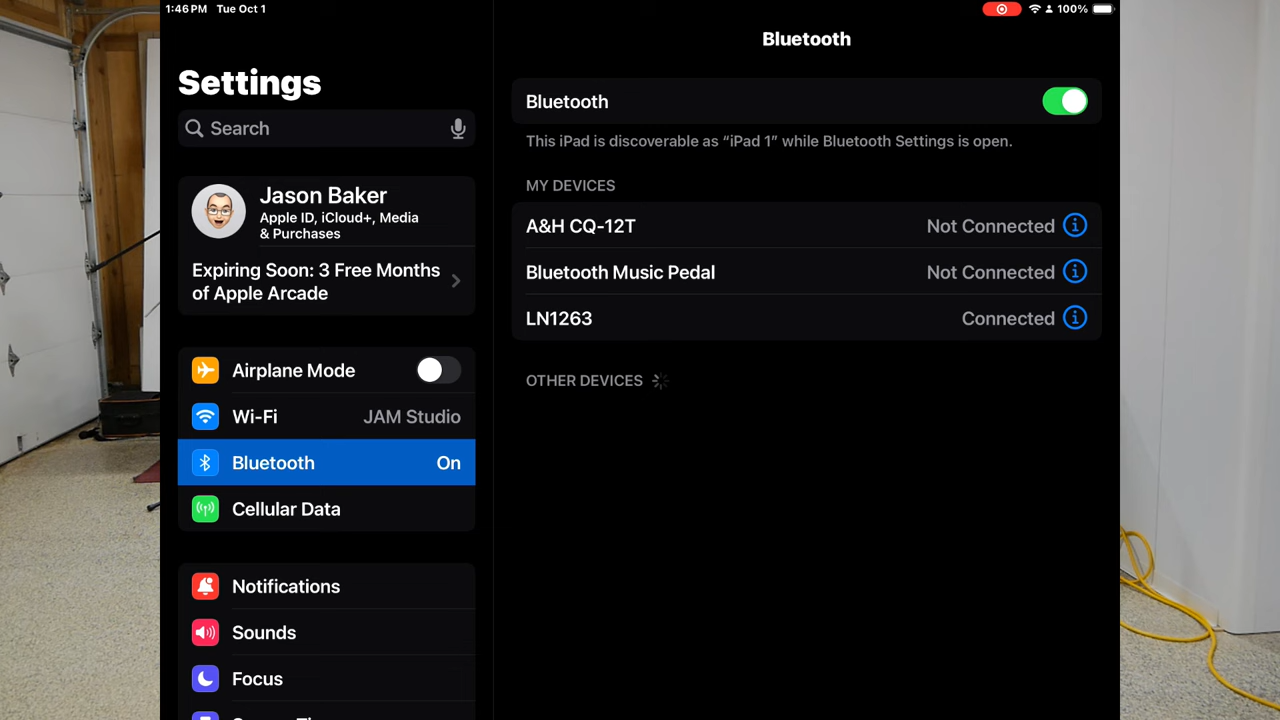 1:46 PM Tue Oct 1
100%
Settings
Search
Jason Baker
Apple ID, iCloud+, Media
& Purchases
Expiring Soon: 3 Free Months
of Apple Arcade
Airplane Mode
Wi-Fi JAM Studio
Bluetooth On
Cellular Data
Notifications
Sounds
Focus
Bluetooth
Bluetooth
This iPad is discoverable as “iPad 1” while Bluetooth Settings is open.
MY DEVICES
A&H CQ-12T Not Connected
Bluetooth Music Pedal Not Connected
LN1263 Connected
OTHER DEVICES